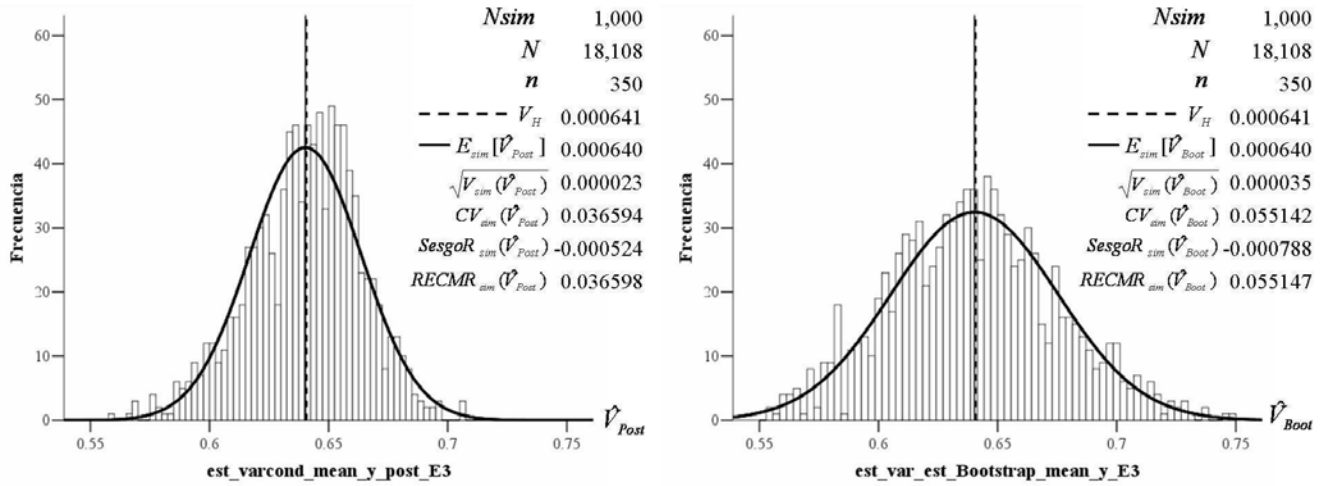 Nsim 1,000
N 18,108
n 350
V_H 0.000641
E_sim [V̂_Post] 0.000640
√V_sim (V̂_Post) 0.000023
CV_sim (V̂_Post) 0.036594
SesgoR_sim (V̂_Post) -0.000524
RECMR_sim (V̂_Post) 0.036598
Frecuencia
60
50
40
30
20
10
0
0.55 0.6 0.65 0.7 0.75
V̂_Post
est_varcond_mean_y_post_E3
Nsim 1,000
N 18,108
n 350
V_H 0.000641
E_sim [V̂_Boot] 0.000640
√V_sim (V̂_Boot) 0.000035
CV_sim (V̂_Boot) 0.055142
SesgoR_sim (V̂_Boot) -0.000788
RECMR_sim (V̂_Boot) 0.055147
Frecuencia
60
50
40
30
20
10
0
0.55 0.6 0.65 0.7 0.75
V̂_Boot
est_var_est_Bootstrap_mean_y_E3